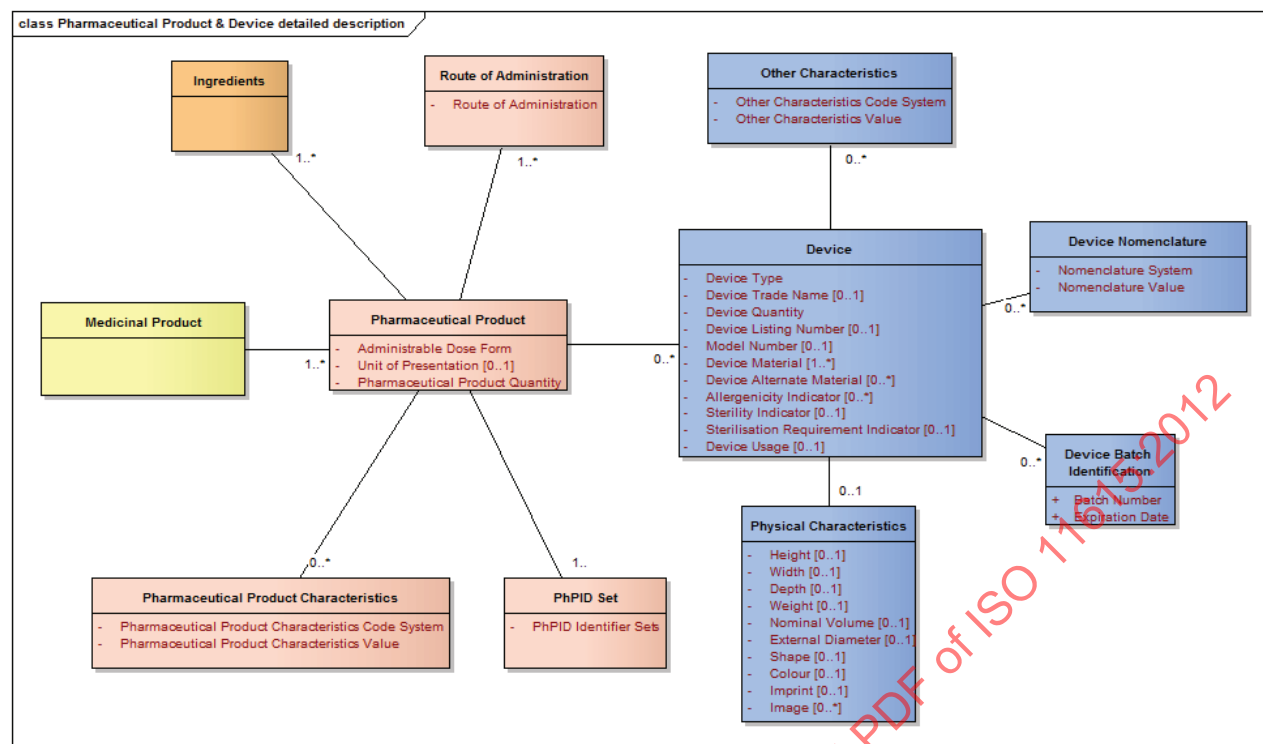 class Pharmaceutical Product & Device detailed description
Ingredients
1..*
Route of Administration
- Route of Administration
1..*
Other Characteristics
- Other Characteristics Code System
- Other Characteristics Value
0..*
Medicinal Product
1..*
Pharmaceutical Product
- Administrable Dose Form
- Unit of Presentation [0..1]
- Pharmaceutical Product Quantity
0..*
Device
- Device Type
- Device Trade Name [0..1]
- Device Quantity
- Device Listing Number [0..1]
- Model Number [0..1]
- Device Material [1..*]
- Device Alternate Material [0..*]
- Allergenicity Indicator [0..*]
- Sterility Indicator [0..1]
- Sterilisation Requirement Indicator [0..1]
- Device Usage [0..1]
Device Nomenclature
- Nomenclature System
- Nomenclature Value
0..*
Device Batch
Identification
+ Batch Number
+ Expiration Date
0..*
0..1
Physical Characteristics
- Height [0..1]
- Width [0..1]
- Depth [0..1]
- Weight [0..1]
- Nominal Volume [0..1]
- External Diameter [0..1]
- Shape [0..1]
- Colour [0..1]
- Imprint [0..1]
- Image [0..*]
0..*
Pharmaceutical Product Characteristics
- Pharmaceutical Product Characteristics Code System
- Pharmaceutical Product Characteristics Value
1..
PhPID Set
- PhPID Identifier Sets
PDF of ISO 11615:2012